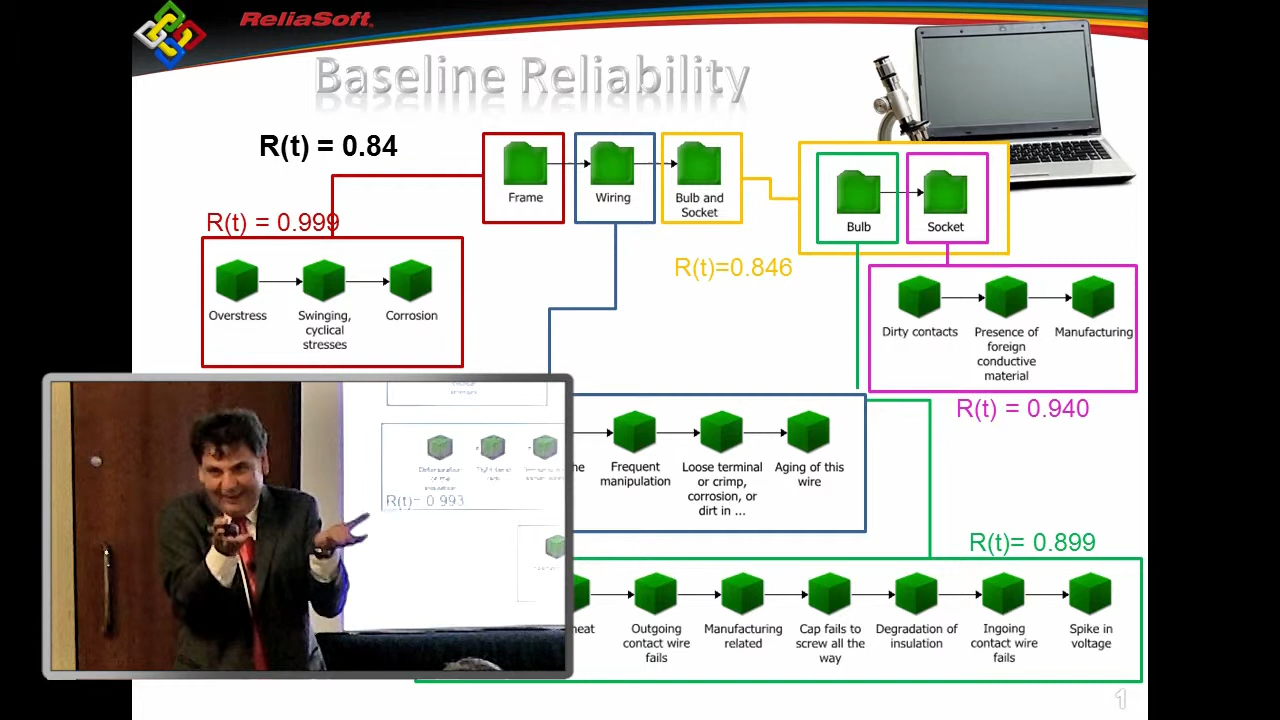 ReliaSoft
Baseline Reliability
R(t) = 0.84
Frame
Wiring
Bulb and
Socket
Bulb
Socket
R(t) = 0.999
R(t)=0.846
Overstress
Swinging,
cyclical
stresses
Corrosion
Dirty contacts
Presence of
foreign
conductive
material
Manufacturing
R(t) = 0.940
he
Frequent
manipulation
Loose terminal
or crimp,
corrosion, or
dirt in ...
Aging of this
wire
R(t)= 0.993
R(t)= 0.899
heat
Outgoing
contact wire
fails
Manufacturing
related
Cap fails to
screw all the
way
Degradation of
insulation
Ingoing
contact wire
fails
Spike in
voltage
1